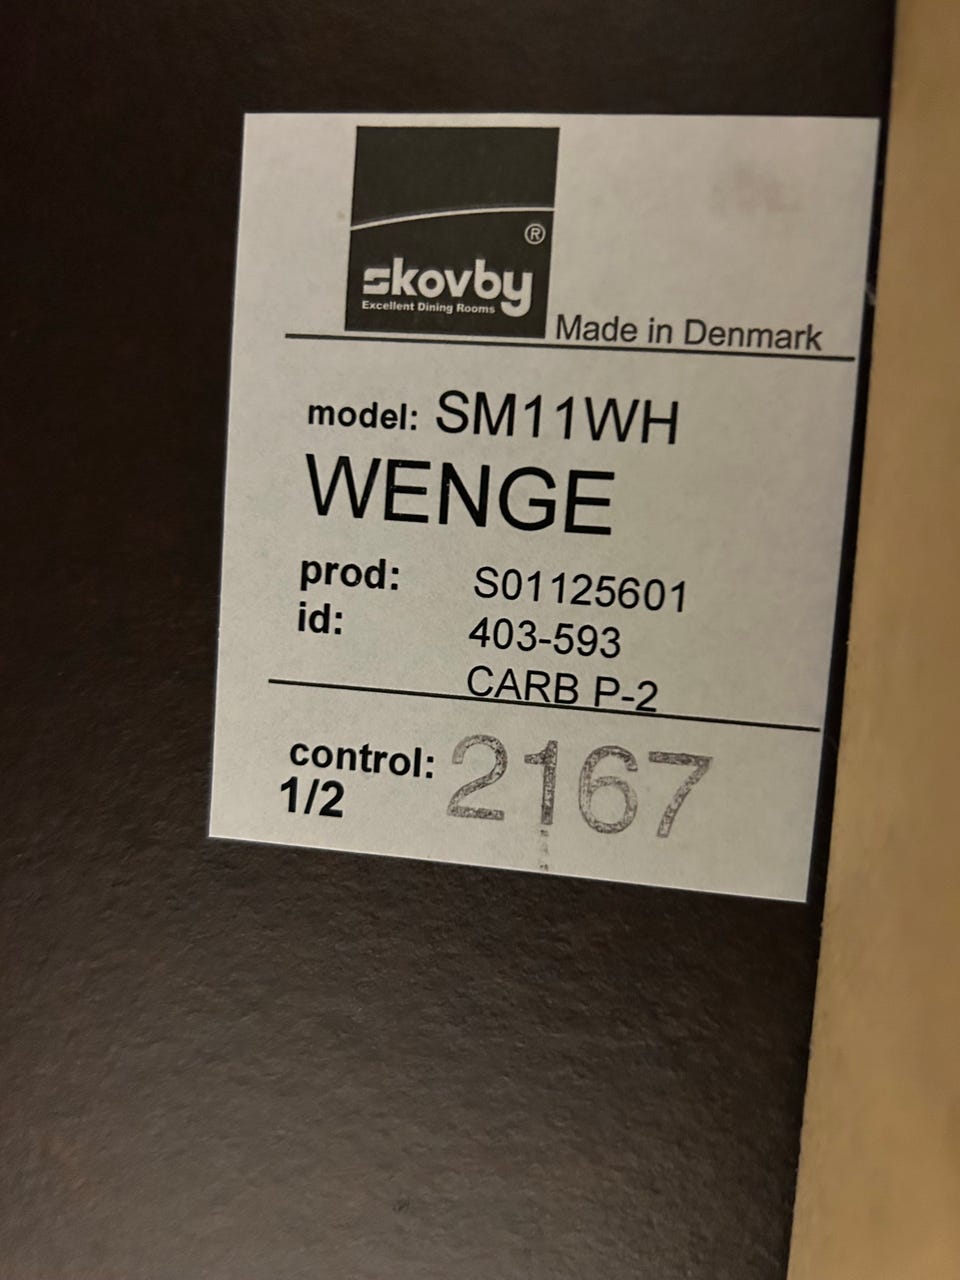 ®
skovby
Excellent Dining Rooms
Made in Denmark
model: SM11WH
WENGE
prod: S01125601
id: 403-593
CARB P-2
control: 2167
1/2